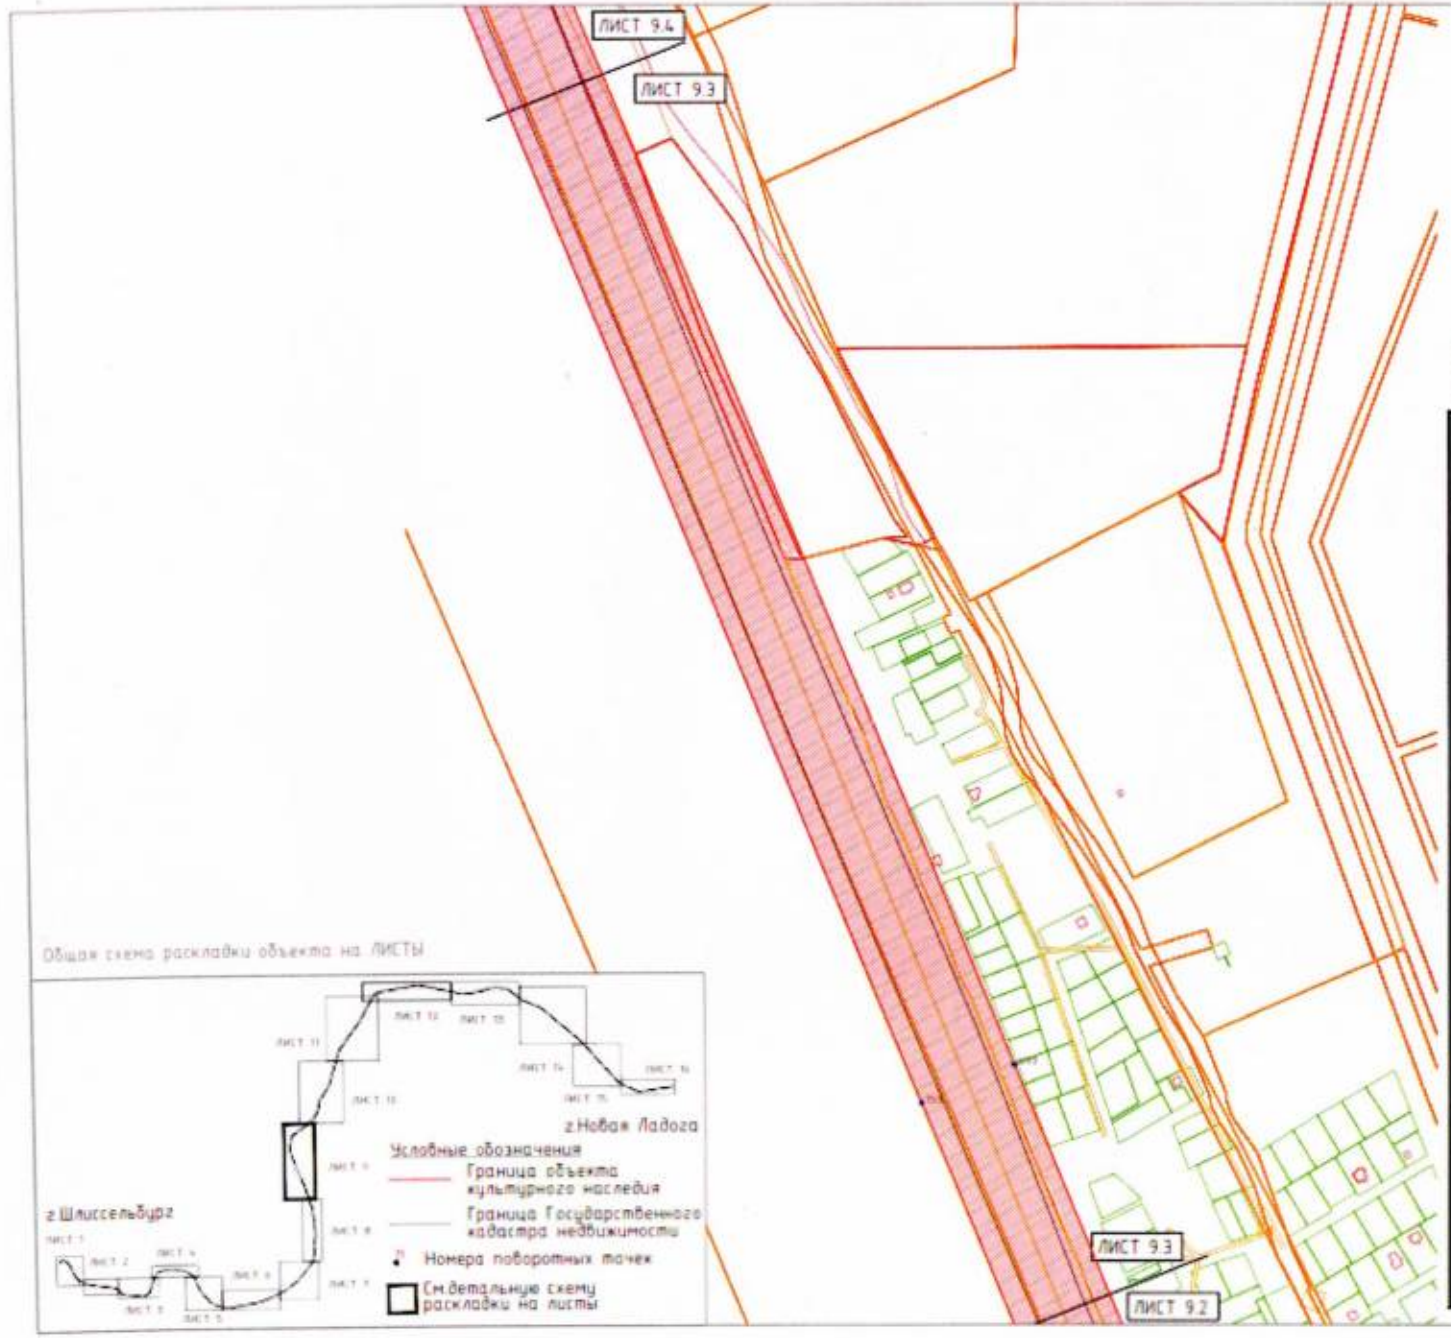 ЛИСТ 9.4
ЛИСТ 9.3
Общая схема раскладки объекта на ЛИСТЫ
ЛИСТ 11
ЛИСТ 12
ЛИСТ 13
ЛИСТ 14
ЛИСТ 16
ЛИСТ 10
ЛИСТ 15
г.Новая Ладога
Условные обозначения
ЛИСТ 9
Граница объекта
культурного наследия
г.Шлиссельбург
Граница Государственного
кадастра недвижимости
ЛИСТ 1
ЛИСТ 2
ЛИСТ 4
ЛИСТ 8
Номера поворотных точек
ЛИСТ 6
ЛИСТ 7
См.детальную схему
раскладки на листы
ЛИСТ 3
ЛИСТ 5
ЛИСТ 9.3
ЛИСТ 9.2